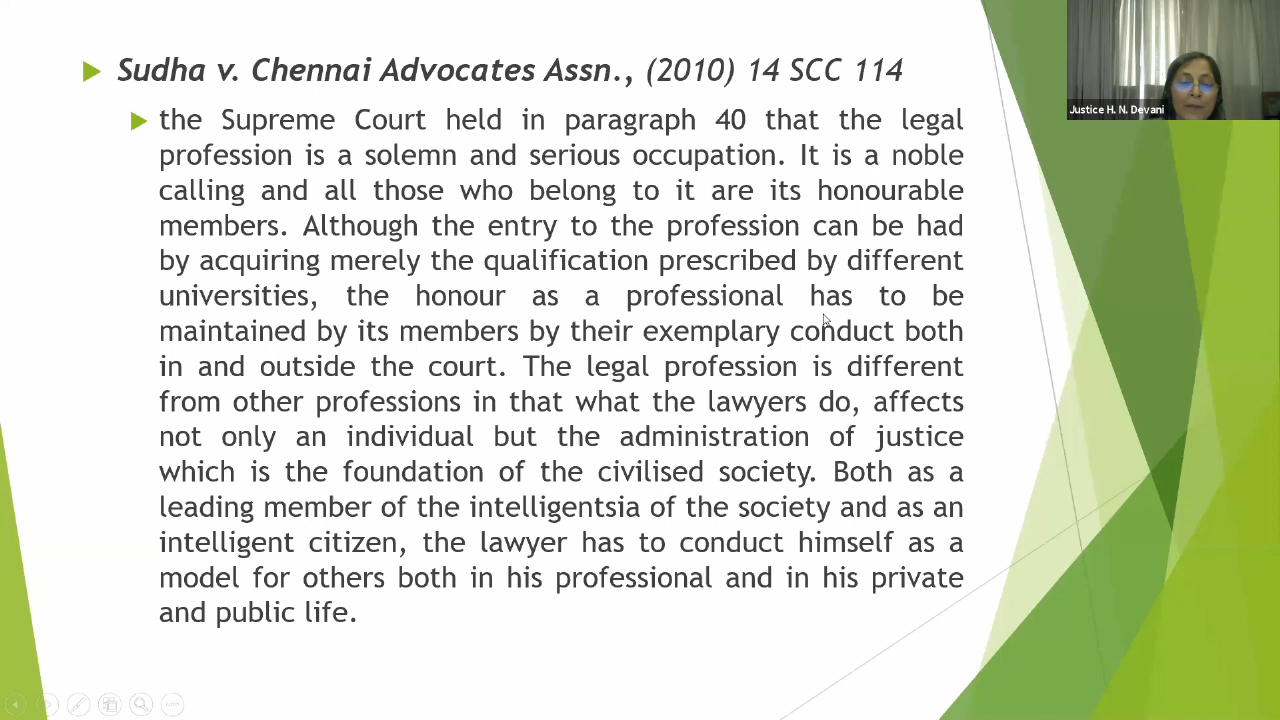 Sudha v. Chennai Advocates Assn., (2010) 14 SCC 114
the Supreme Court held in paragraph 40 that the legal
profession is a solemn and serious occupation. It is a noble
calling and all those who belong to it are its honourable
members. Although the entry to the profession can be had
by acquiring merely the qualification prescribed by different
universities, the honour as a professional has to be
maintained by its members by their exemplary conduct both
in and outside the court. The legal profession is different
from other professions in that what the lawyers do, affects
not only an individual but the administration of justice
which is the foundation of the civilised society. Both as a
leading member of the intelligentsia of the society and as an
intelligent citizen, the lawyer has to conduct himself as a
model for others both in his professional and in his private
and public life.
Justice H. N. Devani